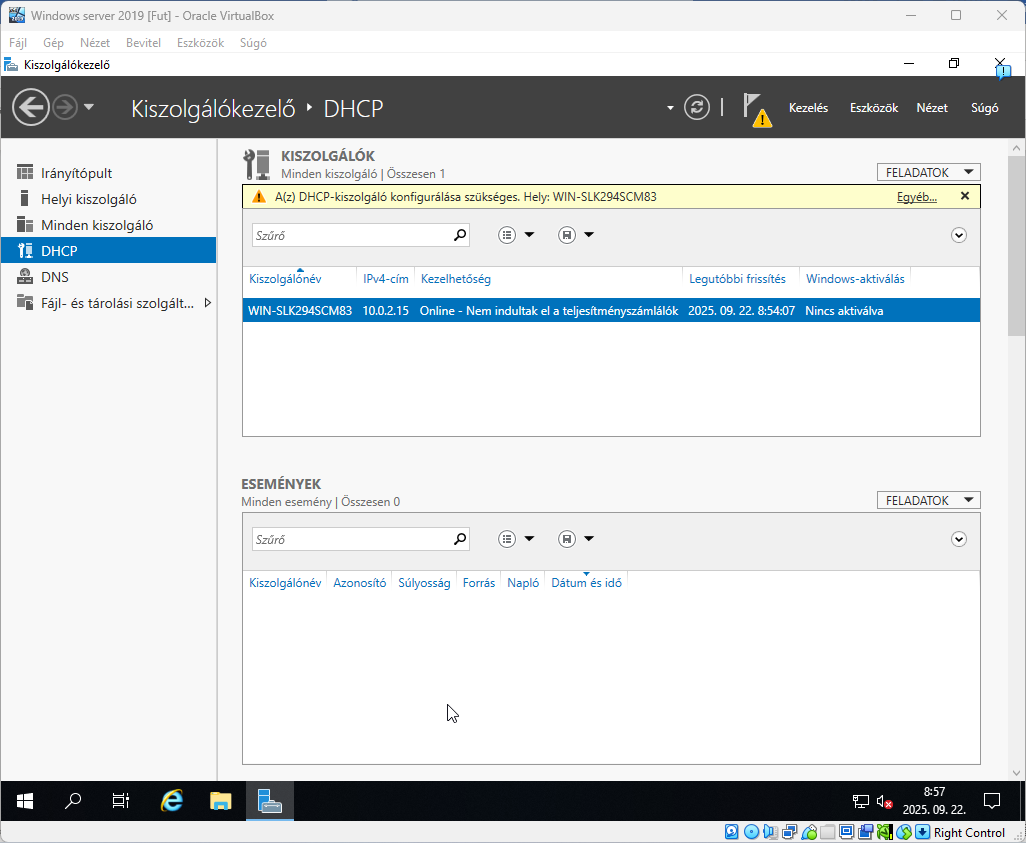 Windows server 2019 [Fut] - Oracle VirtualBox
Fájl Gép Nézet Bevitel Eszközök Súgó
Kiszolgálókezelő
Kiszolgálókezelő DHCP
Kezelés Eszközök Nézet Súgó
Irányítópult
Helyi kiszolgáló
Minden kiszolgáló
DHCP
DNS
Fájl- és tárolási szolgált...
KISZOLGÁLÓK
Minden kiszolgáló | Összesen 1
FELADATOK
A(z) DHCP-kiszolgáló konfigurálása szükséges. Hely: WIN-SLK294SCM83 Egyéb...
Szűrő
Kiszolgálónév IPv4-cím Kezelhetőség Legutóbbi frissítés Windows-aktiválás
WIN-SLK294SCM83 10.0.2.15 Online - Nem indultak el a teljesítményszámlálók 2025. 09. 22. 8:54:07 Nincs aktiválva
ESEMÉNYEK
Minden esemény | Összesen 0
FELADATOK
Szűrő
Kiszolgálónév Azonosító Súlyosság Forrás Napló Dátum és idő
8:57
2025. 09. 22.
Right Control